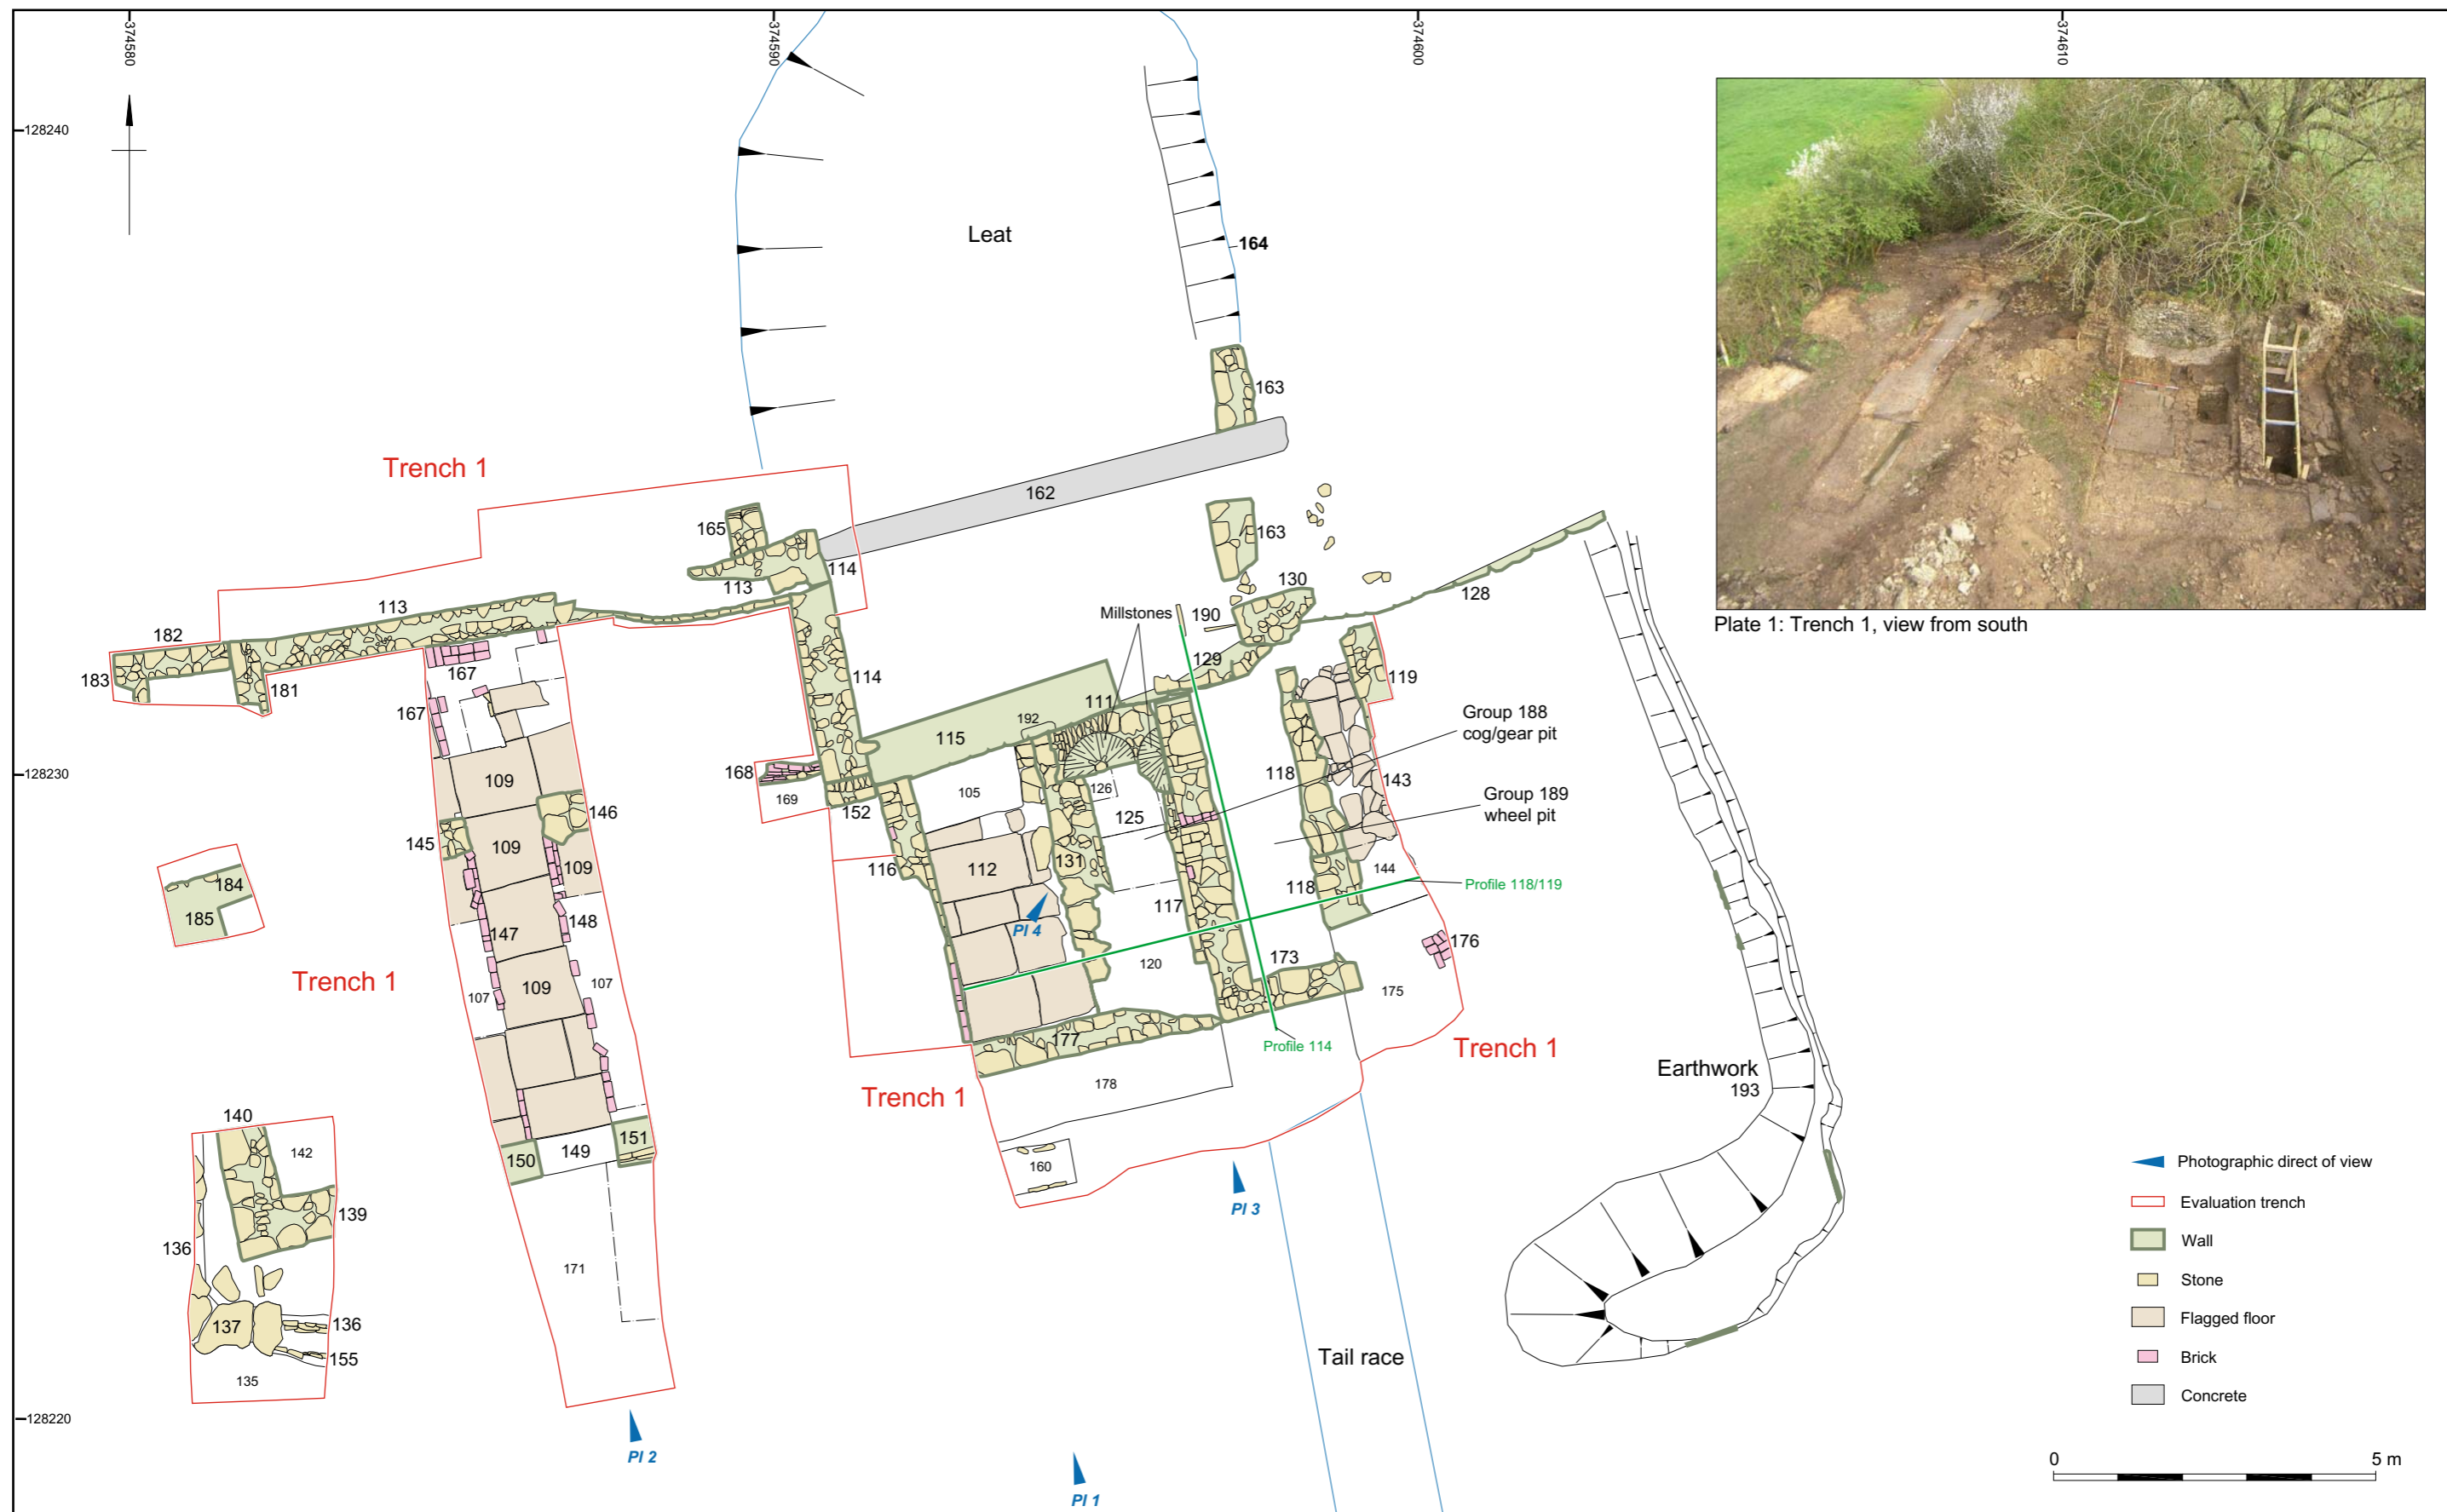 374580
374590
374600
374610
128240
Leat
164
163
Trench 1
162
165
163
114
113
130
Plate 1: Trench 1, view from south
113
128
Millstones
190
182
129
183
181
167
114
119
111
167
192
Group 188
cog/gear pit
115
128230
168
109
118
143
126
105
169
Group 189
wheel pit
152
146
125
145
109
131
109
112
116
144
184
118
Profile 118/119
117
185
148
147
Pl 4
176
173
120
Trench 1
107
107
109
175
177
Profile 114
Trench 1
Earthwork
193
178
Trench 1
140
151
142
149
150
160
Photographic direct of view
Evaluation trench
139
Pl 3
Wall
136
171
Stone
Flagged floor
137
136
155
Tail race
Brick
135
Concrete
128220
Pl 2
0
5 m
Pl 1